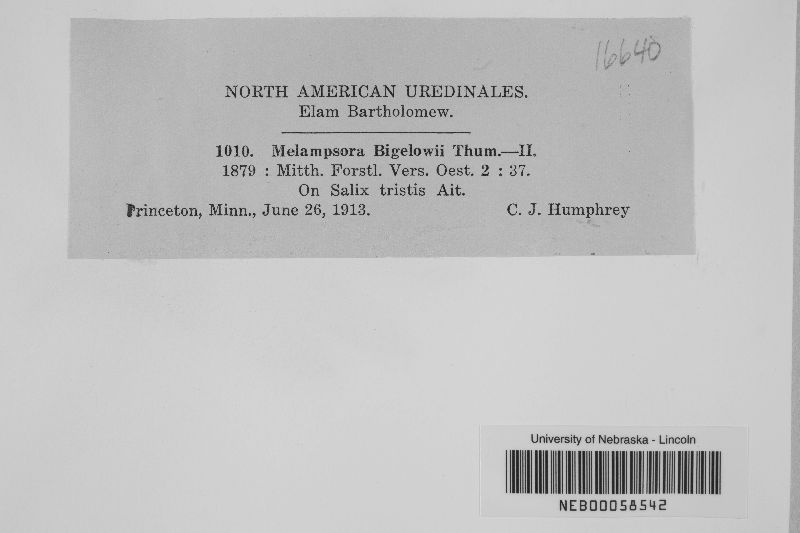 16640
NORTH AMERICAN UREDINALES.
Elam Bartholomew.
1010. Melampsora Bigelowii Thum.—II.
1879 : Mitth. Forstl. Vers. Oest. 2 : 37.
On Salix tristis Ait.
Princeton, Minn., June 26, 1913. C. J. Humphrey
University of Nebraska - Lincoln
NEB00058542